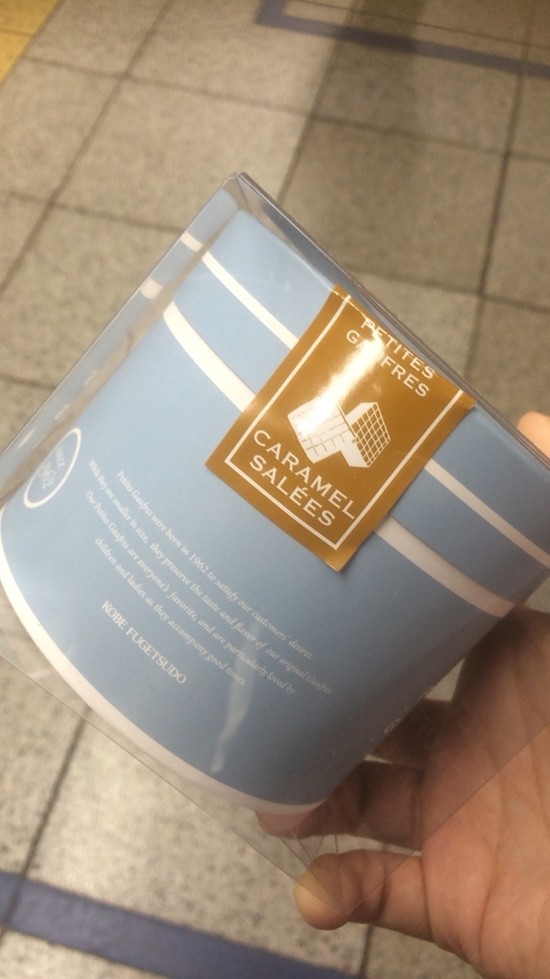 PETITES
GAUFRES
CARAMEL
SALÉES
Petites Gaufres were born in 1962 to satisfy our customers' desires.
While they are smaller in size, they preserve the taste and flavor of our original Gaufres.
Our Petites Gaufres are everyone's favorite, and are particularly loved by
children and ladies as they accompany good times.
KOBE FUGETSUDO